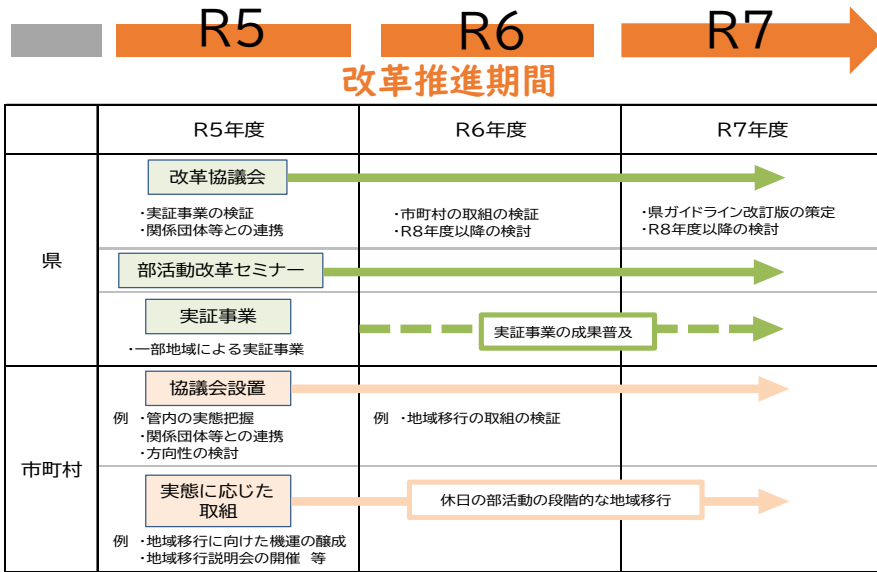 R5
R6
R7
改革推進期間
R5年度
R6年度
R7年度
県
改革協議会
・実証事業の検証
・関係団体等との連携
・市町村の取組の検証
・R8年度以降の検討
・県ガイドライン改訂版の策定
・R8年度以降の検討
部活動改革セミナー
実証事業
・一部地域による実証事業
実証事業の成果普及
市町村
協議会設置
例 ・管内の実態把握
・関係団体等との連携
・方向性の検討
例 ・地域移行の取組の検証
実態に応じた
取組
休日の部活動の段階的な地域移行
例 ・地域移行に向けた機運の醸成
・地域移行説明会の開催 等